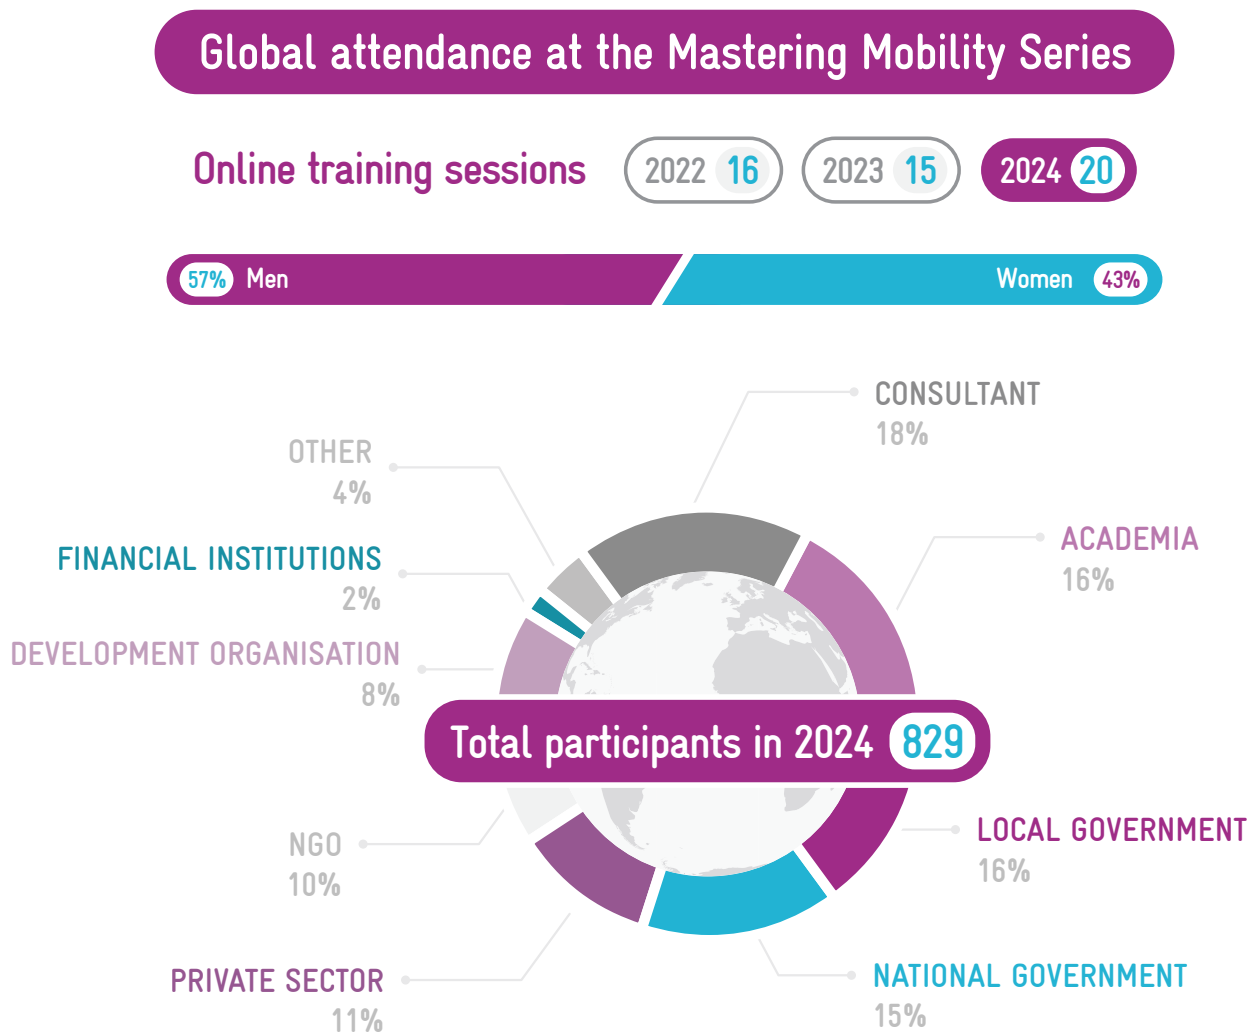 Global attendance at the Mastering Mobility Series
Online training sessions 2022 16 2023 15 2024 20
57% Men Women 43%
CONSULTANT
18%
OTHER
4%
ACADEMIA
16%
FINANCIAL INSTITUTIONS
2%
DEVELOPMENT ORGANISATION
8%
Total participants in 2024 829
LOCAL GOVERNMENT
16%
NGO
10%
NATIONAL GOVERNMENT
15%
PRIVATE SECTOR
11%